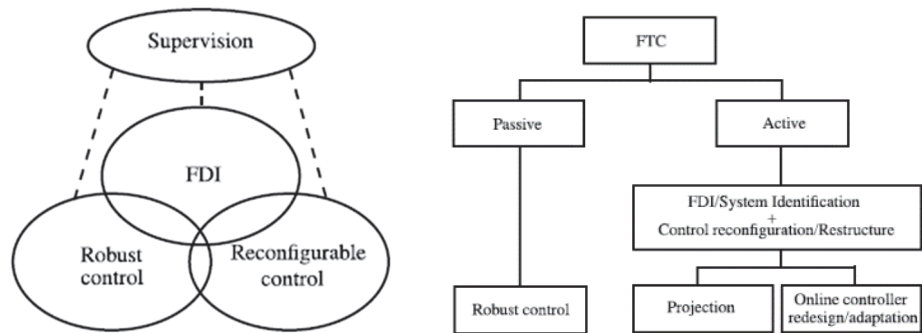 Supervision
FDI
Robust
control
Reconfigurable
control
FTC
Passive
Active
FDI/System Identification
+
Control reconfiguration/Restructure
Robust control
Projection
Online controller
redesign/adaptation